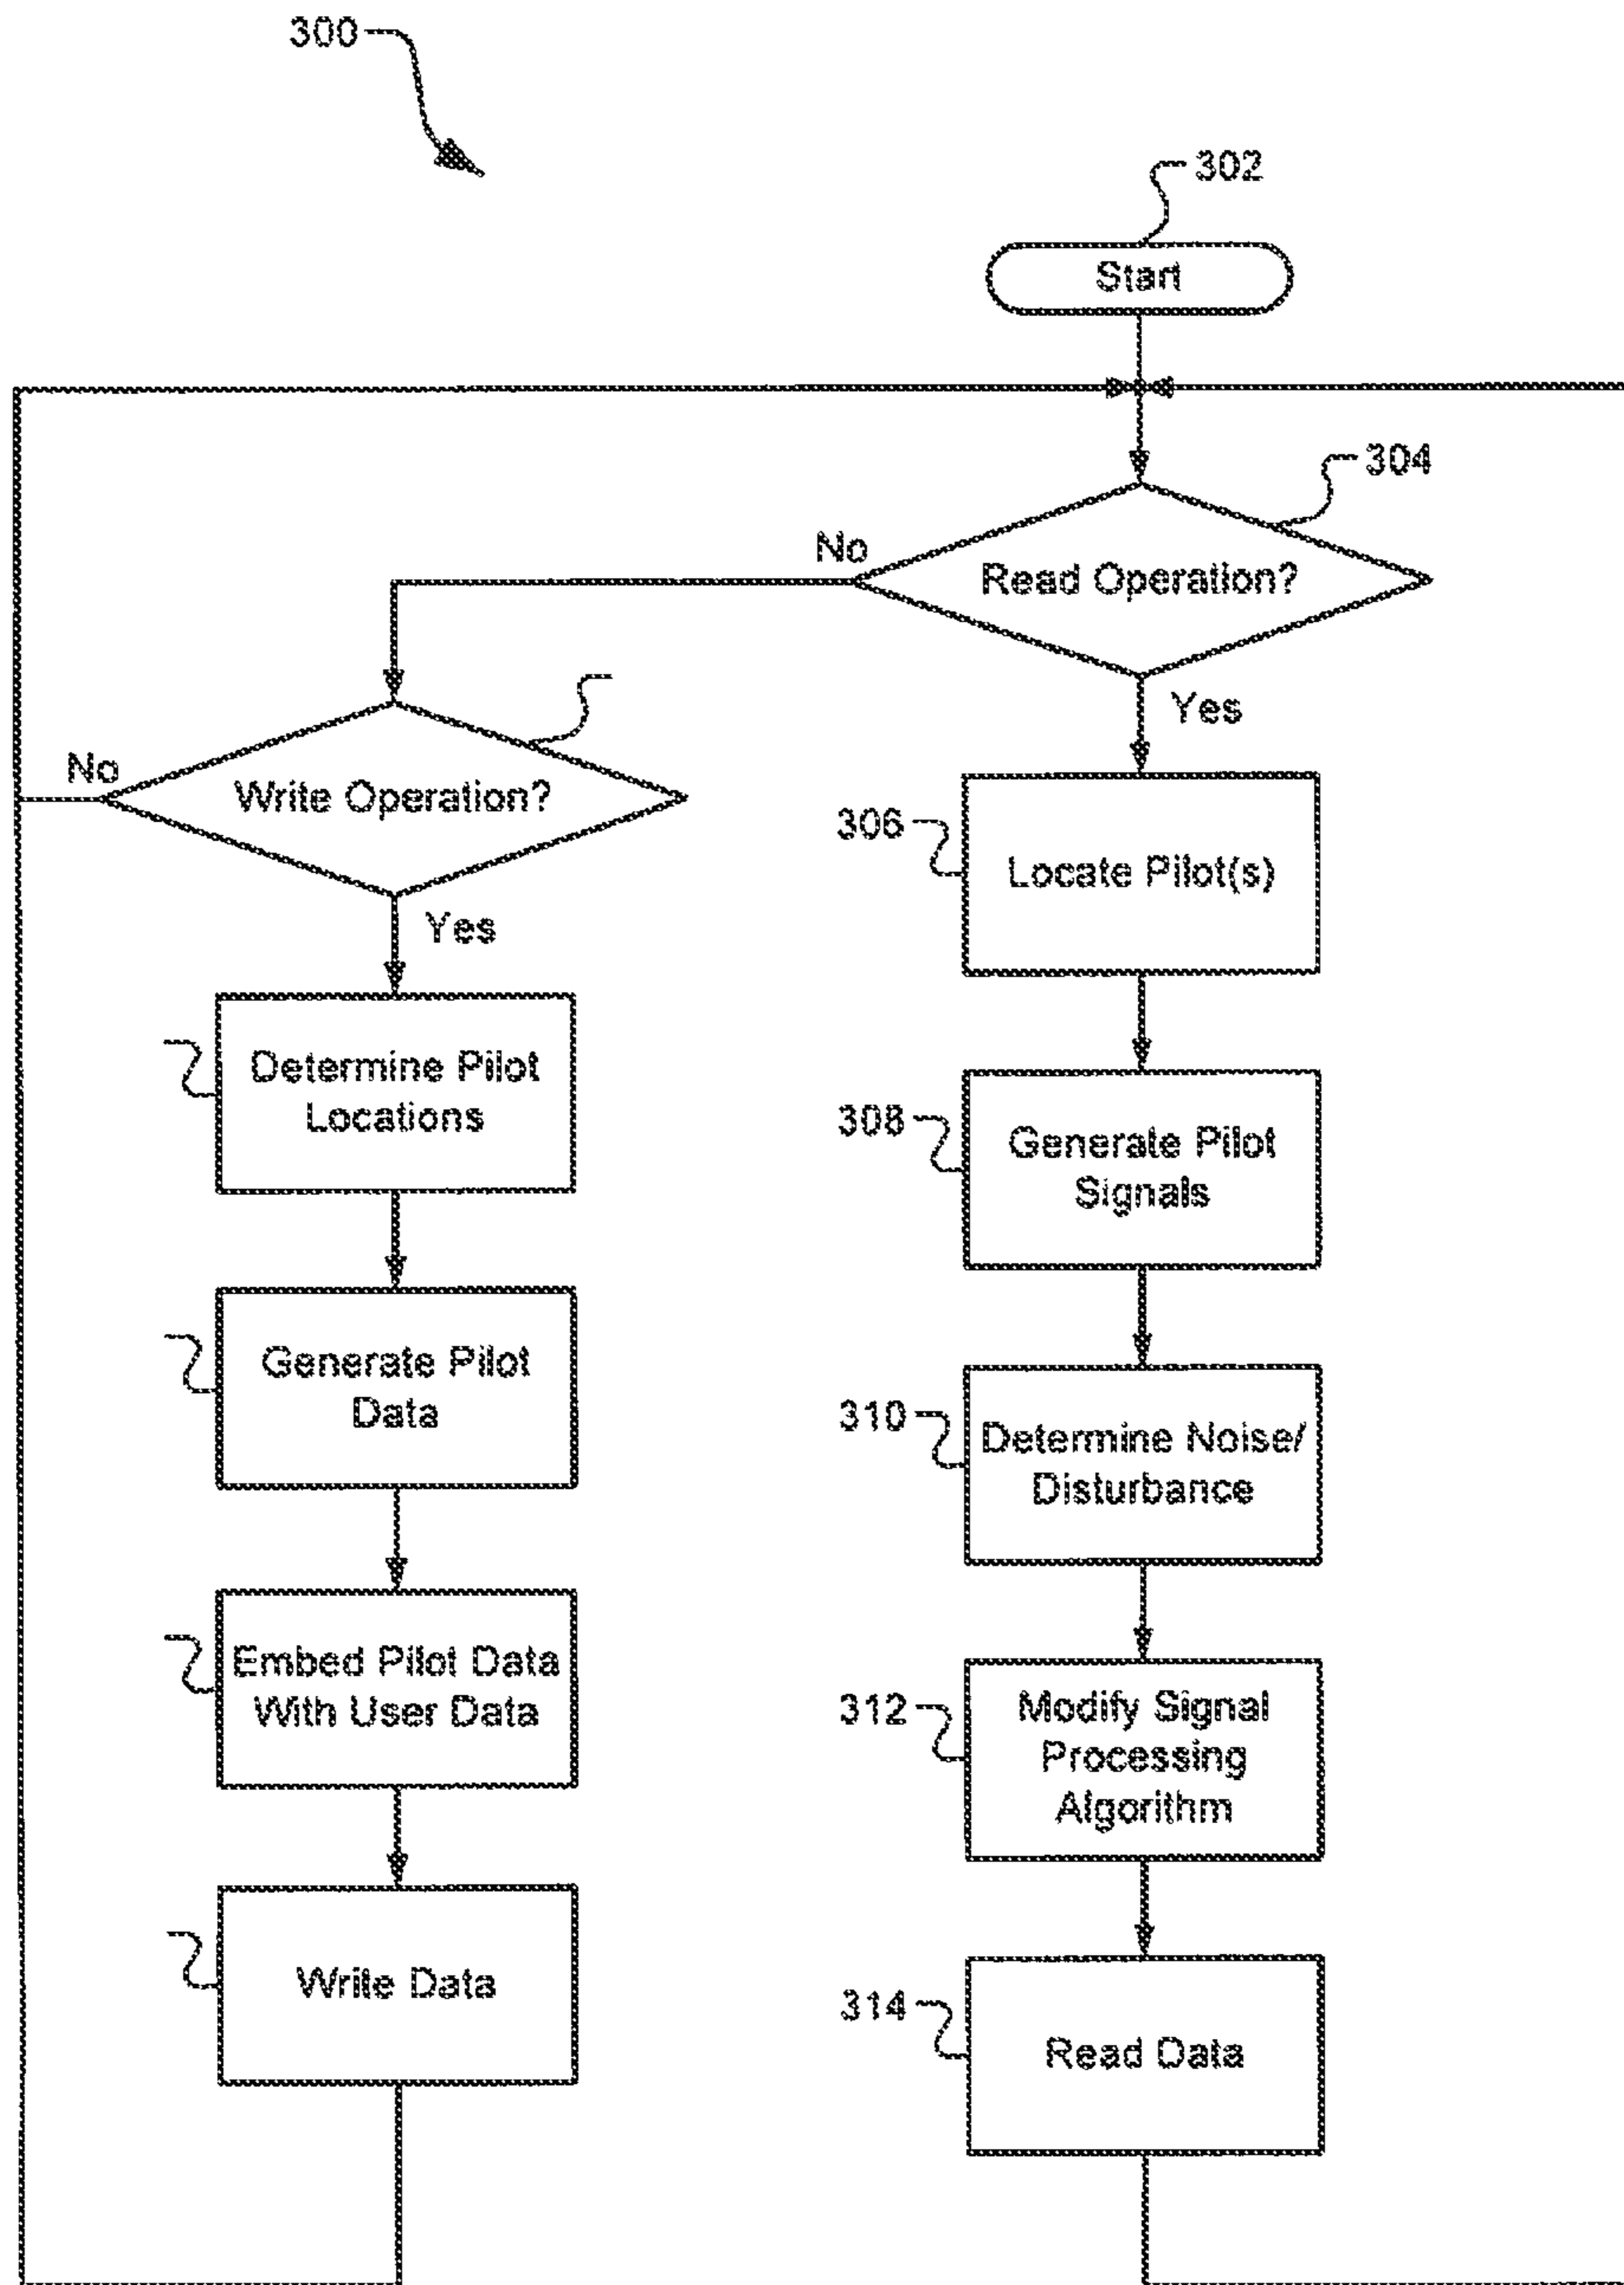 300
302
Start
304
No
Read Operation?
Yes
No
Write Operation?
Yes
306
Locate Pilot(s)
Determine Pilot
Locations
308
Generate Pilot
Signals
Generate Pilot
Data
310
Determine Noise/
Disturbance
Embed Pilot Data
With User Data
312
Modify Signal
Processing
Algorithm
Write Data
314
Read Data